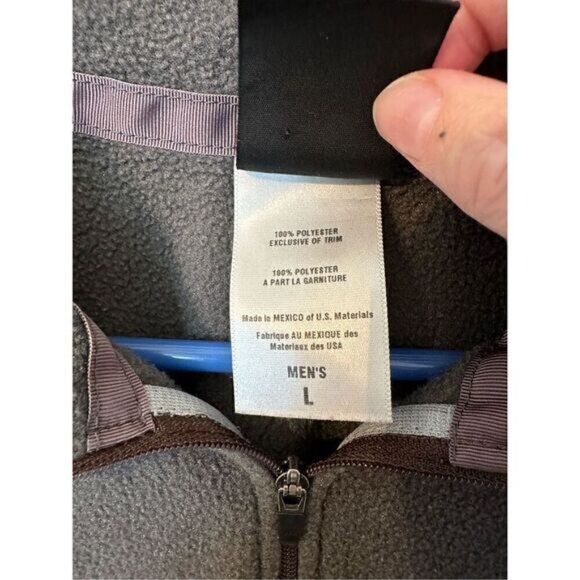 100% POLYESTER
EXCLUSIVE OF TRIM
100% POLYESTER
A PART LA GARNITURE
Made in MEXICO of U.S. Materials
Fabrique AU MEXIQUE des
Materiaux des USA
MEN'S
L